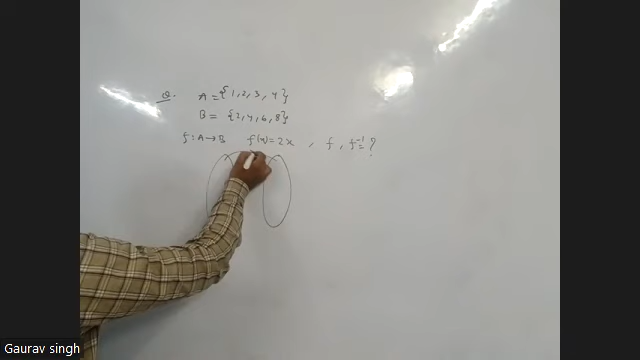 Q. A = {1, 2, 3, 4}
B = {2, 4, 6, 8}
f : A → B f(x) = 2x , f , f⁻¹ = ?
Gaurav singh